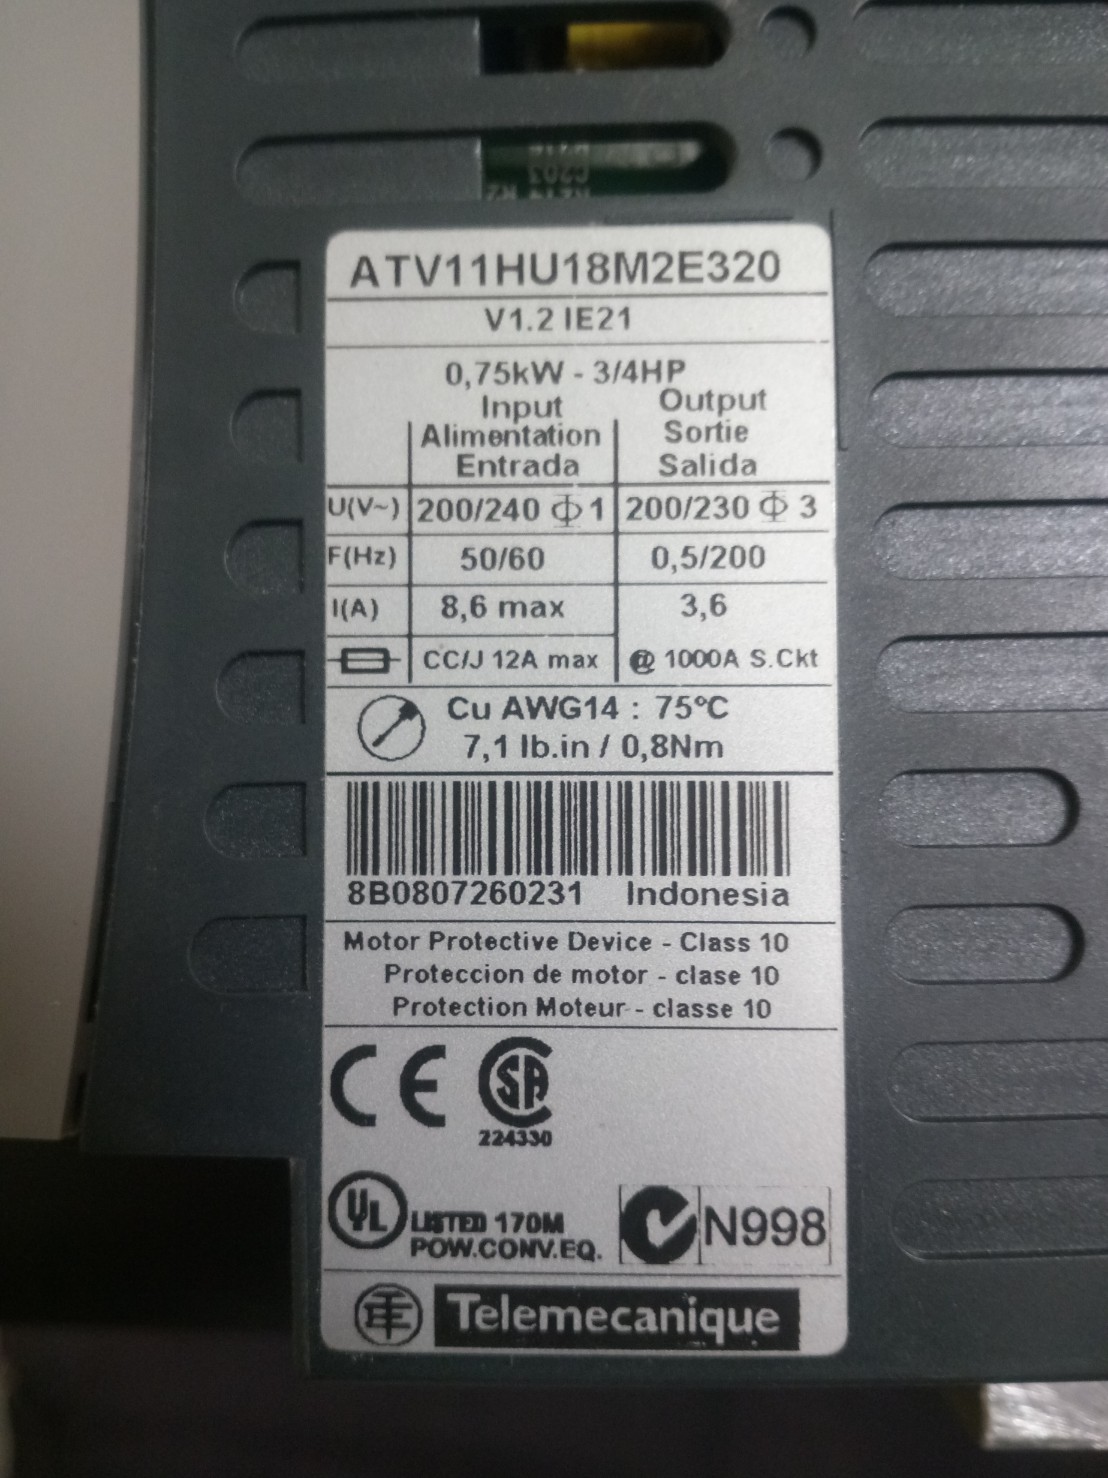 ATV11HU18M2E320
V1.2 IE21
0,75kW - 3/4HP
Input Output
Alimentation Sortie
Entrada Salida
U(V~) 200/240 Φ 1 200/230 Φ 3
F(Hz) 50/60 0,5/200
I(A) 8,6 max 3,6
CC/J 12A max @ 1000A S.Ckt
Cu AWG14 : 75°C
7,1 lb.in / 0,8Nm
8B0807260231 Indonesia
Motor Protective Device - Class 10
Proteccion de motor - clase 10
Protection Moteur - classe 10
CE SA
224330
UL LISTED 170M
POW.CONV.EQ.
N998
Telemecanique